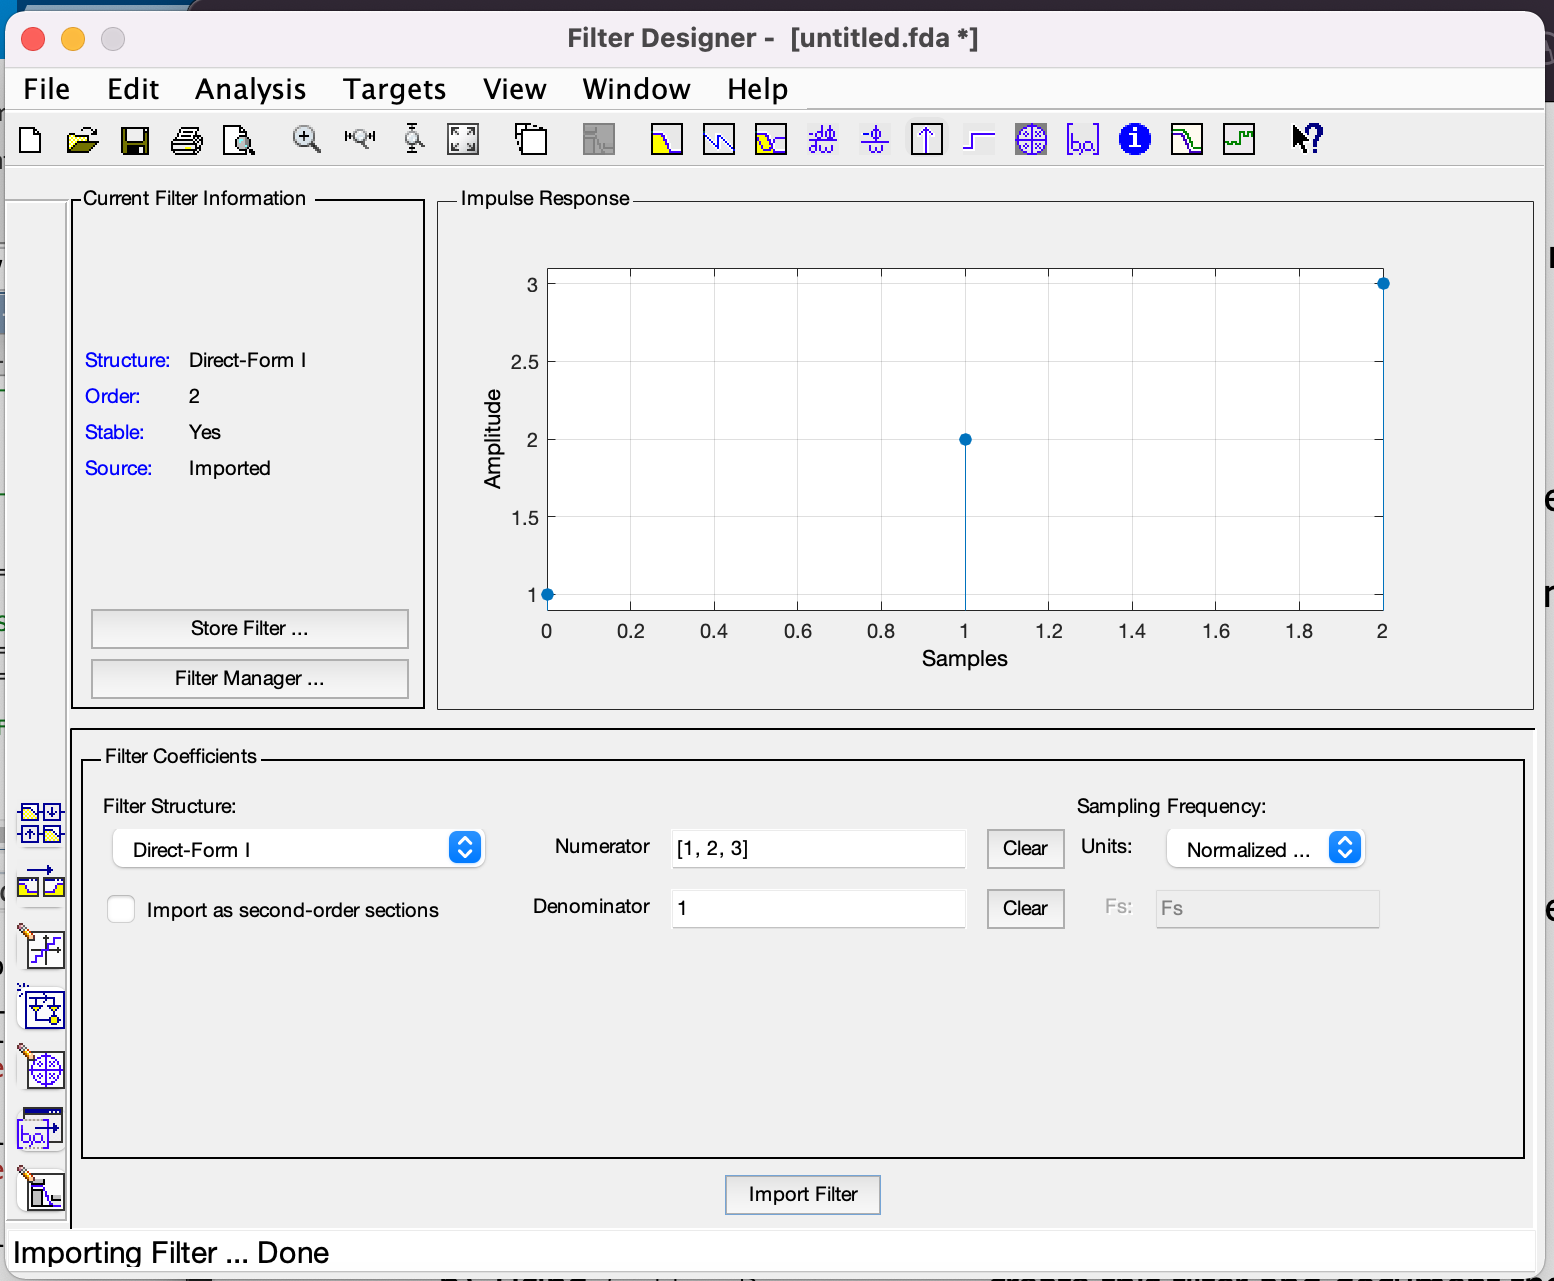 Filter Designer - [untitled.fda *]
File Edit Analysis Targets View Window Help
Current Filter Information
Structure: Direct-Form I
Order: 2
Stable: Yes
Source: Imported
Store Filter ...
Filter Manager ...
Impulse Response
3
2.5
2
1.5
1
Amplitude
0 0.2 0.4 0.6 0.8 1 1.2 1.4 1.6 1.8 2
Samples
Filter Coefficients
Filter Structure:
Direct-Form I
Import as second-order sections
Numerator [1, 2, 3] Clear
Denominator 1 Clear
Sampling Frequency:
Units: Normalized ...
Fs: Fs
Import Filter
Importing Filter ... Done